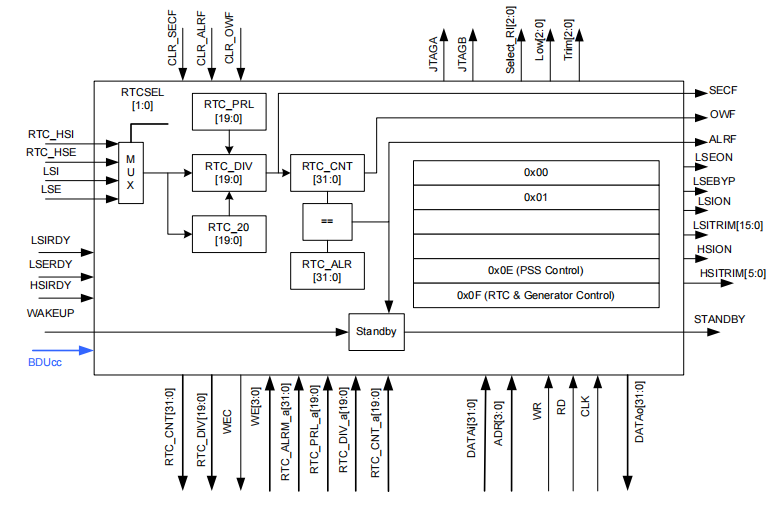 CLR_SECF
CLR_ALRF
CLR_OWF
JTAGA
JTAGB
Select_RI[2:0]
Low[2:0]
Trim[2:0]
RTCSEL
[1:0]
RTC_PRL
[19:0]
SECF
OWF
ALRF
RTC_HSI
RTC_HSE
LSI
LSE
M
U
X
RTC_DIV
[19:0]
RTC_CNT
[31:0]
0x00
0x01
LSEON
LSEBYP
LSION
LSITRIM[15:0]
HSION
HSITRIM[5:0]
RTC_20
[19:0]
==
RTC_ALR
[31:0]
0x0E (PSS Control)
0x0F (RTC & Generator Control)
LSIRDY
LSERDY
HSIRDY
WAKEUP
BDUcc
Standby
STANDBY
RTC_CNT[31:0]
RTC_DIV[19:0]
WEC
WE[3:0]
RTC_ALRM_a[31:0]
RTC_PRL_a[19:0]
RTC_DIV_a[19:0]
RTC_CNT_a[19:0]
DATAi[31:0]
ADR[3:0]
WR
RD
CLK
DATAo[31:0]